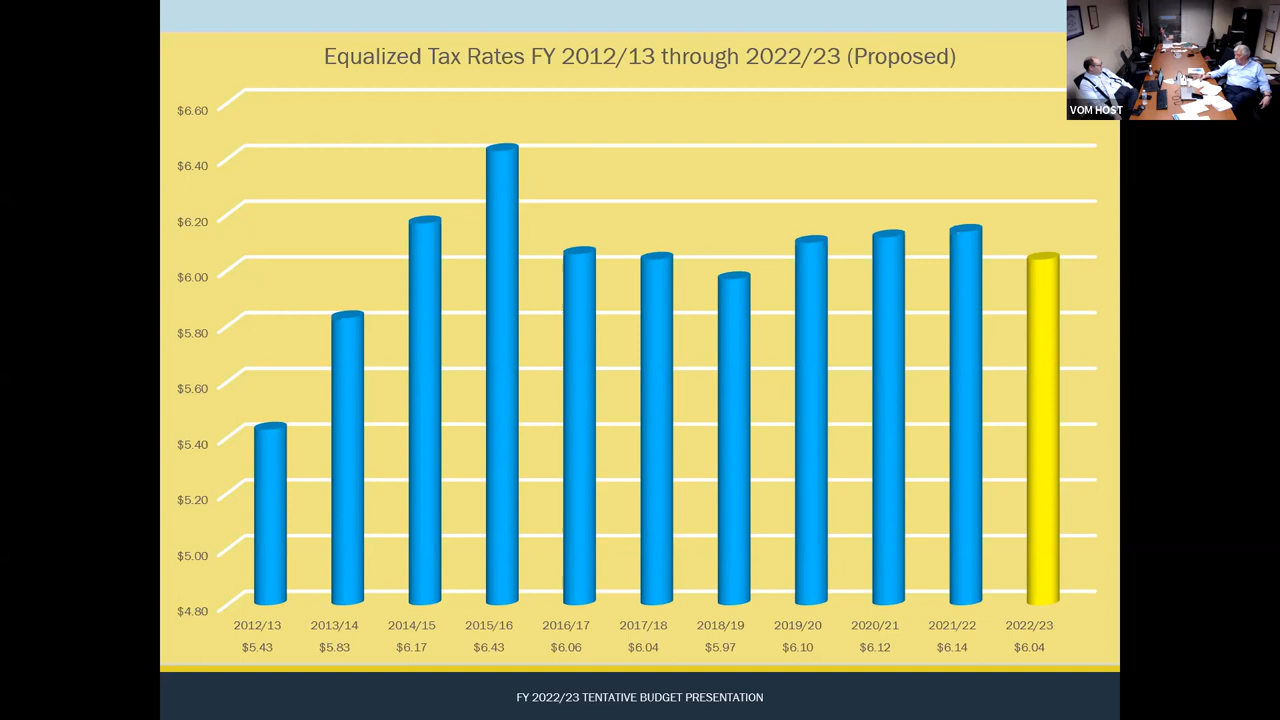 Equalized Tax Rates FY 2012/13 through 2022/23 (Proposed)
VOM HOST
$6.60
$6.40
$6.20
$6.00
$5.80
$5.60
$5.40
$5.20
$5.00
$4.80
2012/13 2013/14 2014/15 2015/16 2016/17 2017/18 2018/19 2019/20 2020/21 2021/22 2022/23
$5.43 $5.83 $6.17 $6.43 $6.06 $6.04 $5.97 $6.10 $6.12 $6.14 $6.04
FY 2022/23 TENTATIVE BUDGET PRESENTATION